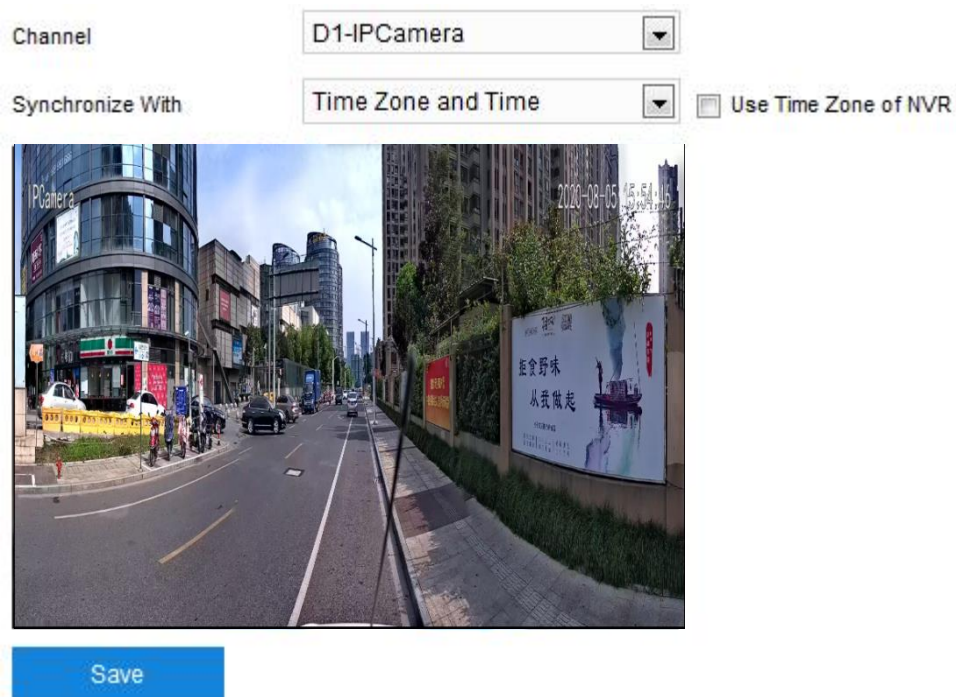 Channel
D1-IPCamera
Synchronize With
Time Zone and Time
Use Time Zone of NVR
IPCamera
2020-08-05 15:54:46
拒食野味
从我做起
Save